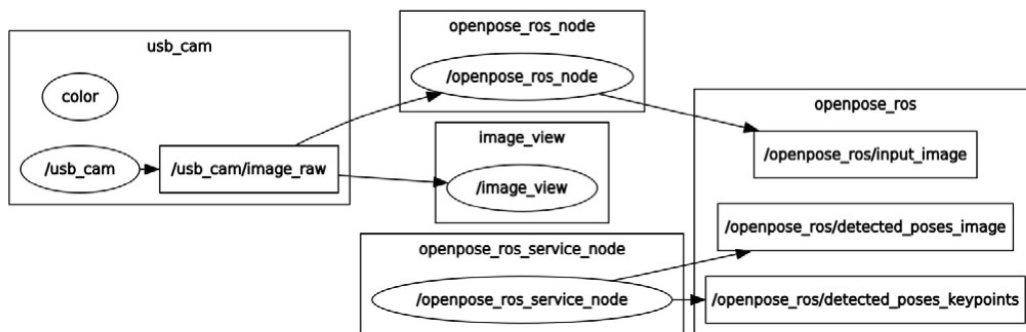 usb_cam
color
/usb_cam
/usb_cam/image_raw
openpose_ros_node
/openpose_ros_node
image_view
/image_view
openpose_ros_service_node
/openpose_ros_service_node
openpose_ros
/openpose_ros/input_image
/openpose_ros/detected_poses_image
/openpose_ros/detected_poses_keypoints